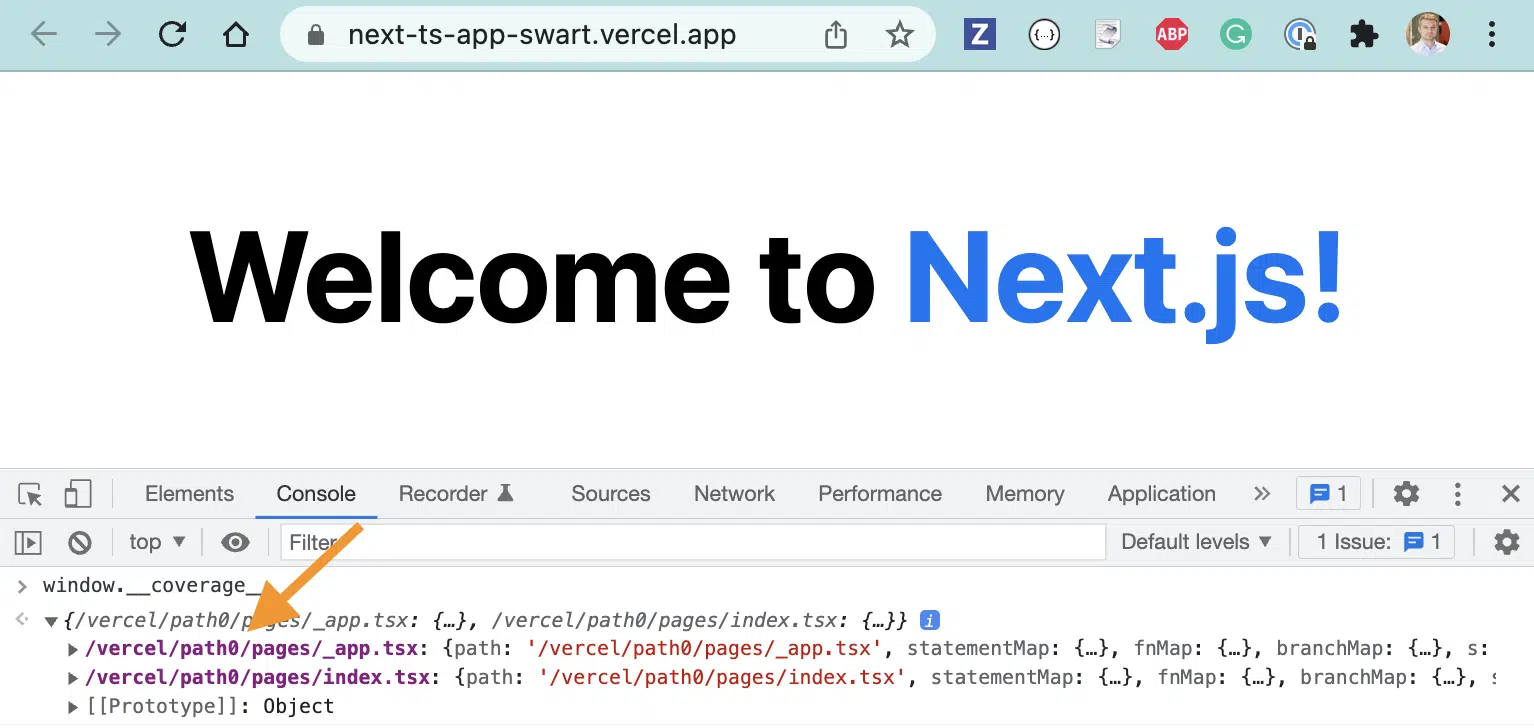 next-ts-app-swart.vercel.app Z {...} ABP G
Welcome to Next.js!
Elements Console Recorder Sources Network Performance Memory Application » 1
top ▼ Filter Default levels ▼ 1 Issue: 1
> window.__coverage__
▼{/vercel/path0/pages/_app.tsx: {…}, /vercel/path0/pages/index.tsx: {…}} i
▶/vercel/path0/pages/_app.tsx: {path: '/vercel/path0/pages/_app.tsx', statementMap: {…}, fnMap: {…}, branchMap: {…}, s:
▶/vercel/path0/pages/index.tsx: {path: '/vercel/path0/pages/index.tsx', statementMap: {…}, fnMap: {…}, branchMap: {…},
▶[[Prototype]]: Object